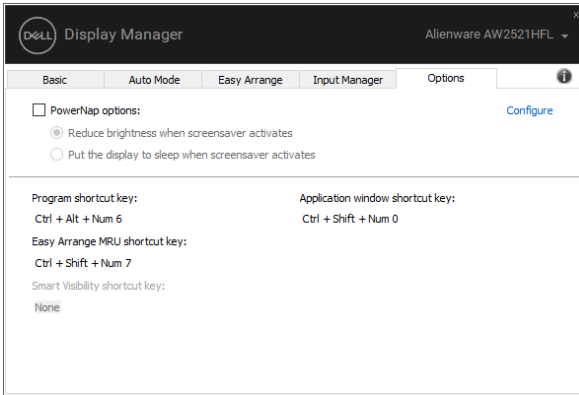 DELL Display Manager
Alienware AW2521HFL
Basic Auto Mode Easy Arrange Input Manager Options
PowerNap options: Configure
Reduce brightness when screensaver activates
Put the display to sleep when screensaver activates
Program shortcut key: Application window shortcut key:
Ctrl + Alt + Num 6 Ctrl + Shift + Num 0
Easy Arrange MRU shortcut key:
Ctrl + Shift + Num 7
Smart Visibility shortcut key:
None